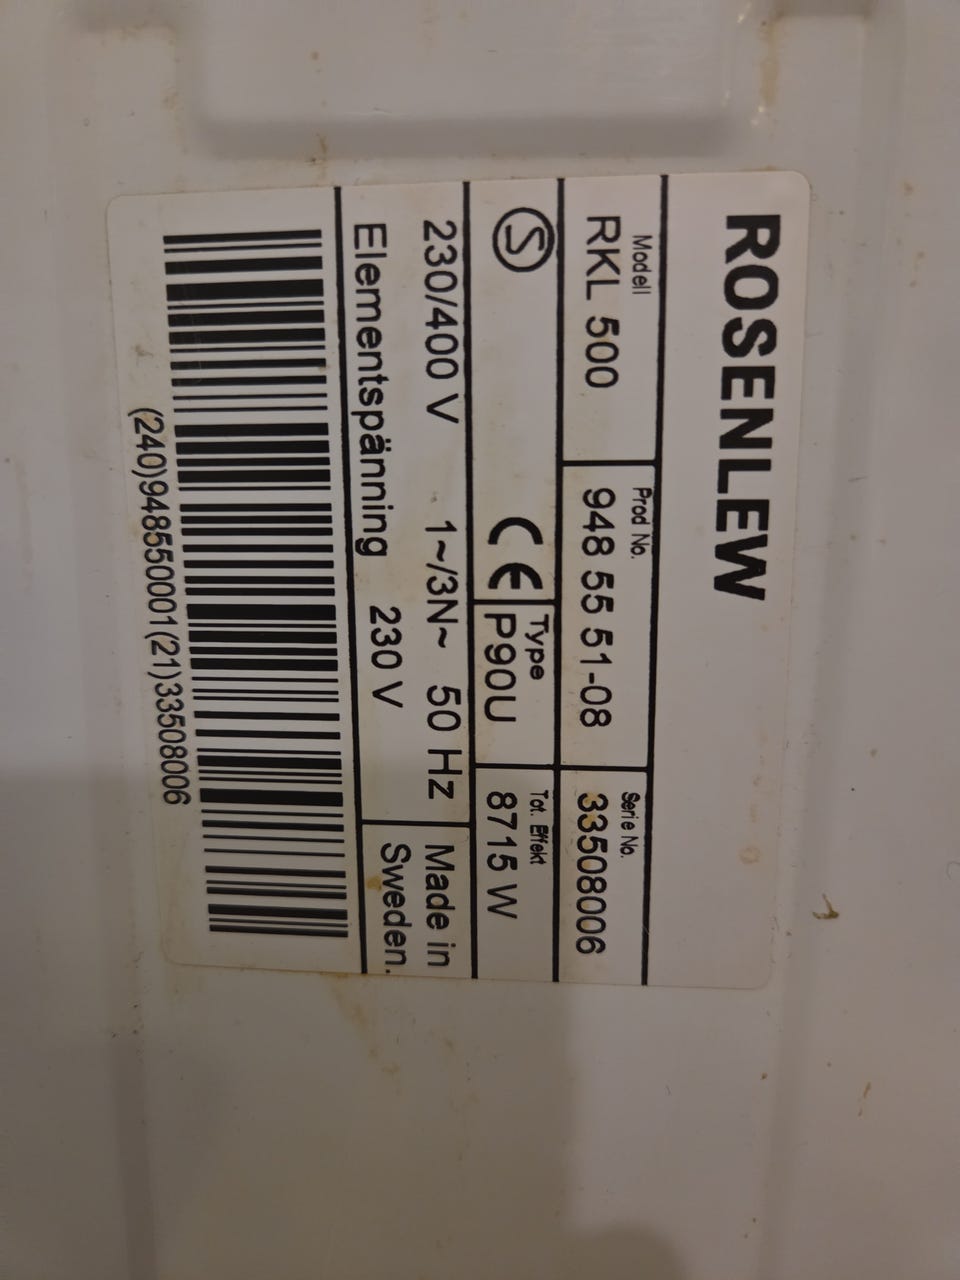 ROSENLEW
Modell Prod No. Serie No.
RKL 500 948 55 51-08 33508006
Type Tot. Effekt
S CE P90U 8715 W
230/400 V 1~/3N~ 50 Hz Made in
Elementspänning 230 V Sweden.
(240)948550001(21)33508006